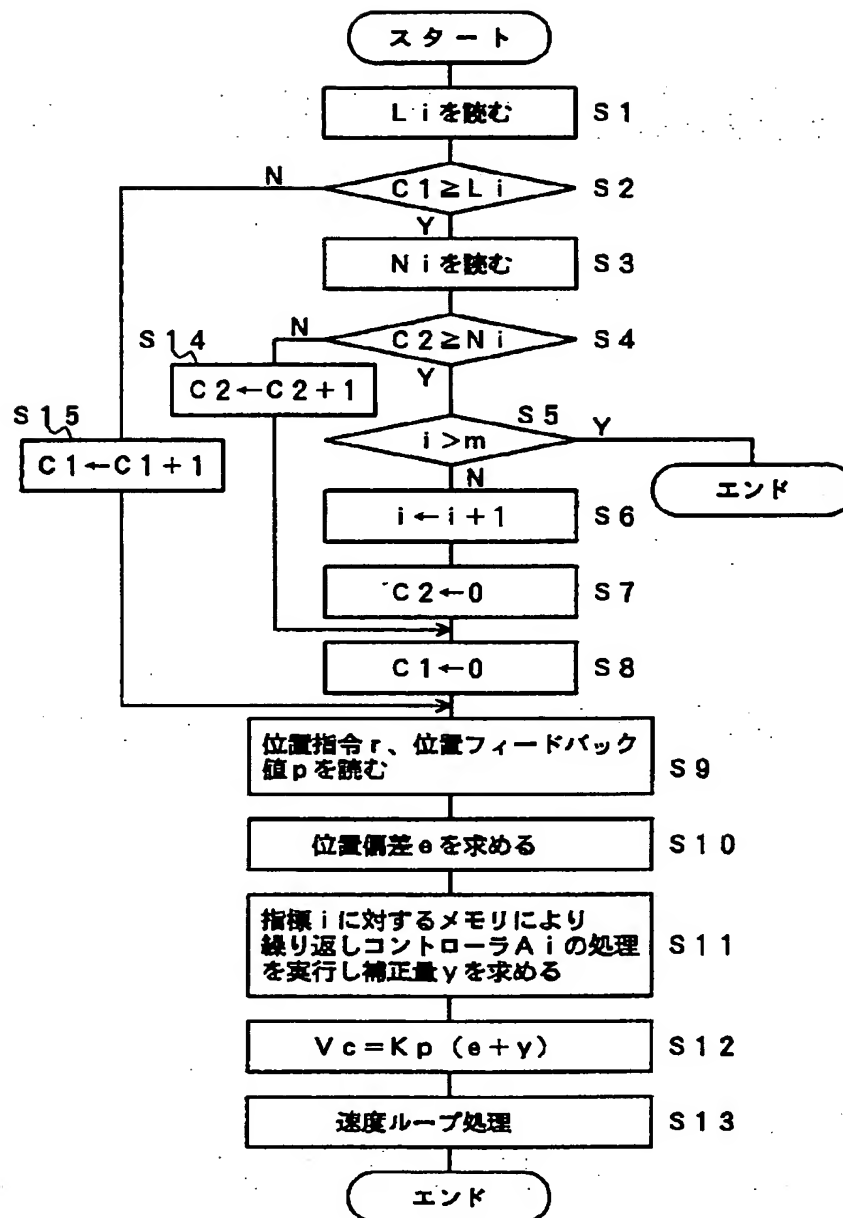 スタート
Liを読む S1
N
C1≧Li S2
Y
Niを読む S3
N
C2≧Ni S4
S14
Y
C2←C2+1
S5
i>m Y
S15
C1←C1+1
N
エンド
i←i+1 S6
C2←0 S7
C1←0 S8
位置指令r、位置フィードバック
値pを読む S9
位置偏差eを求める S10
指標iに対するメモリにより
繰り返しコントローラAiの処理 S11
を実行し補正量yを求める
Vc=Kp(e+y) S12
速度ループ処理 S13
エンド